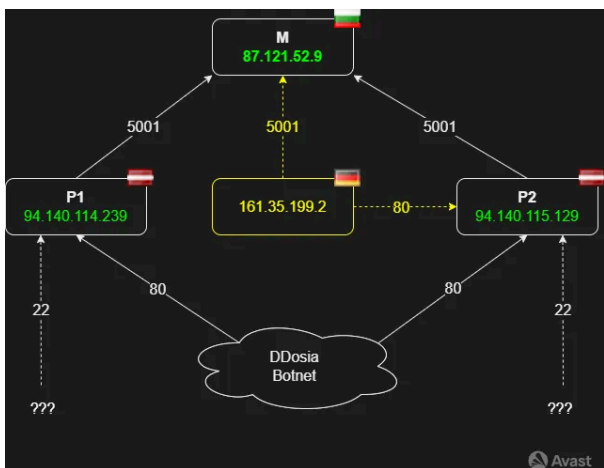 M
87.121.52.9
5001
5001
5001
P1
94.140.114.239
161.35.199.2
80
P2
94.140.115.129
22
80
80
22
DDosia
Botnet
???
???
Avast